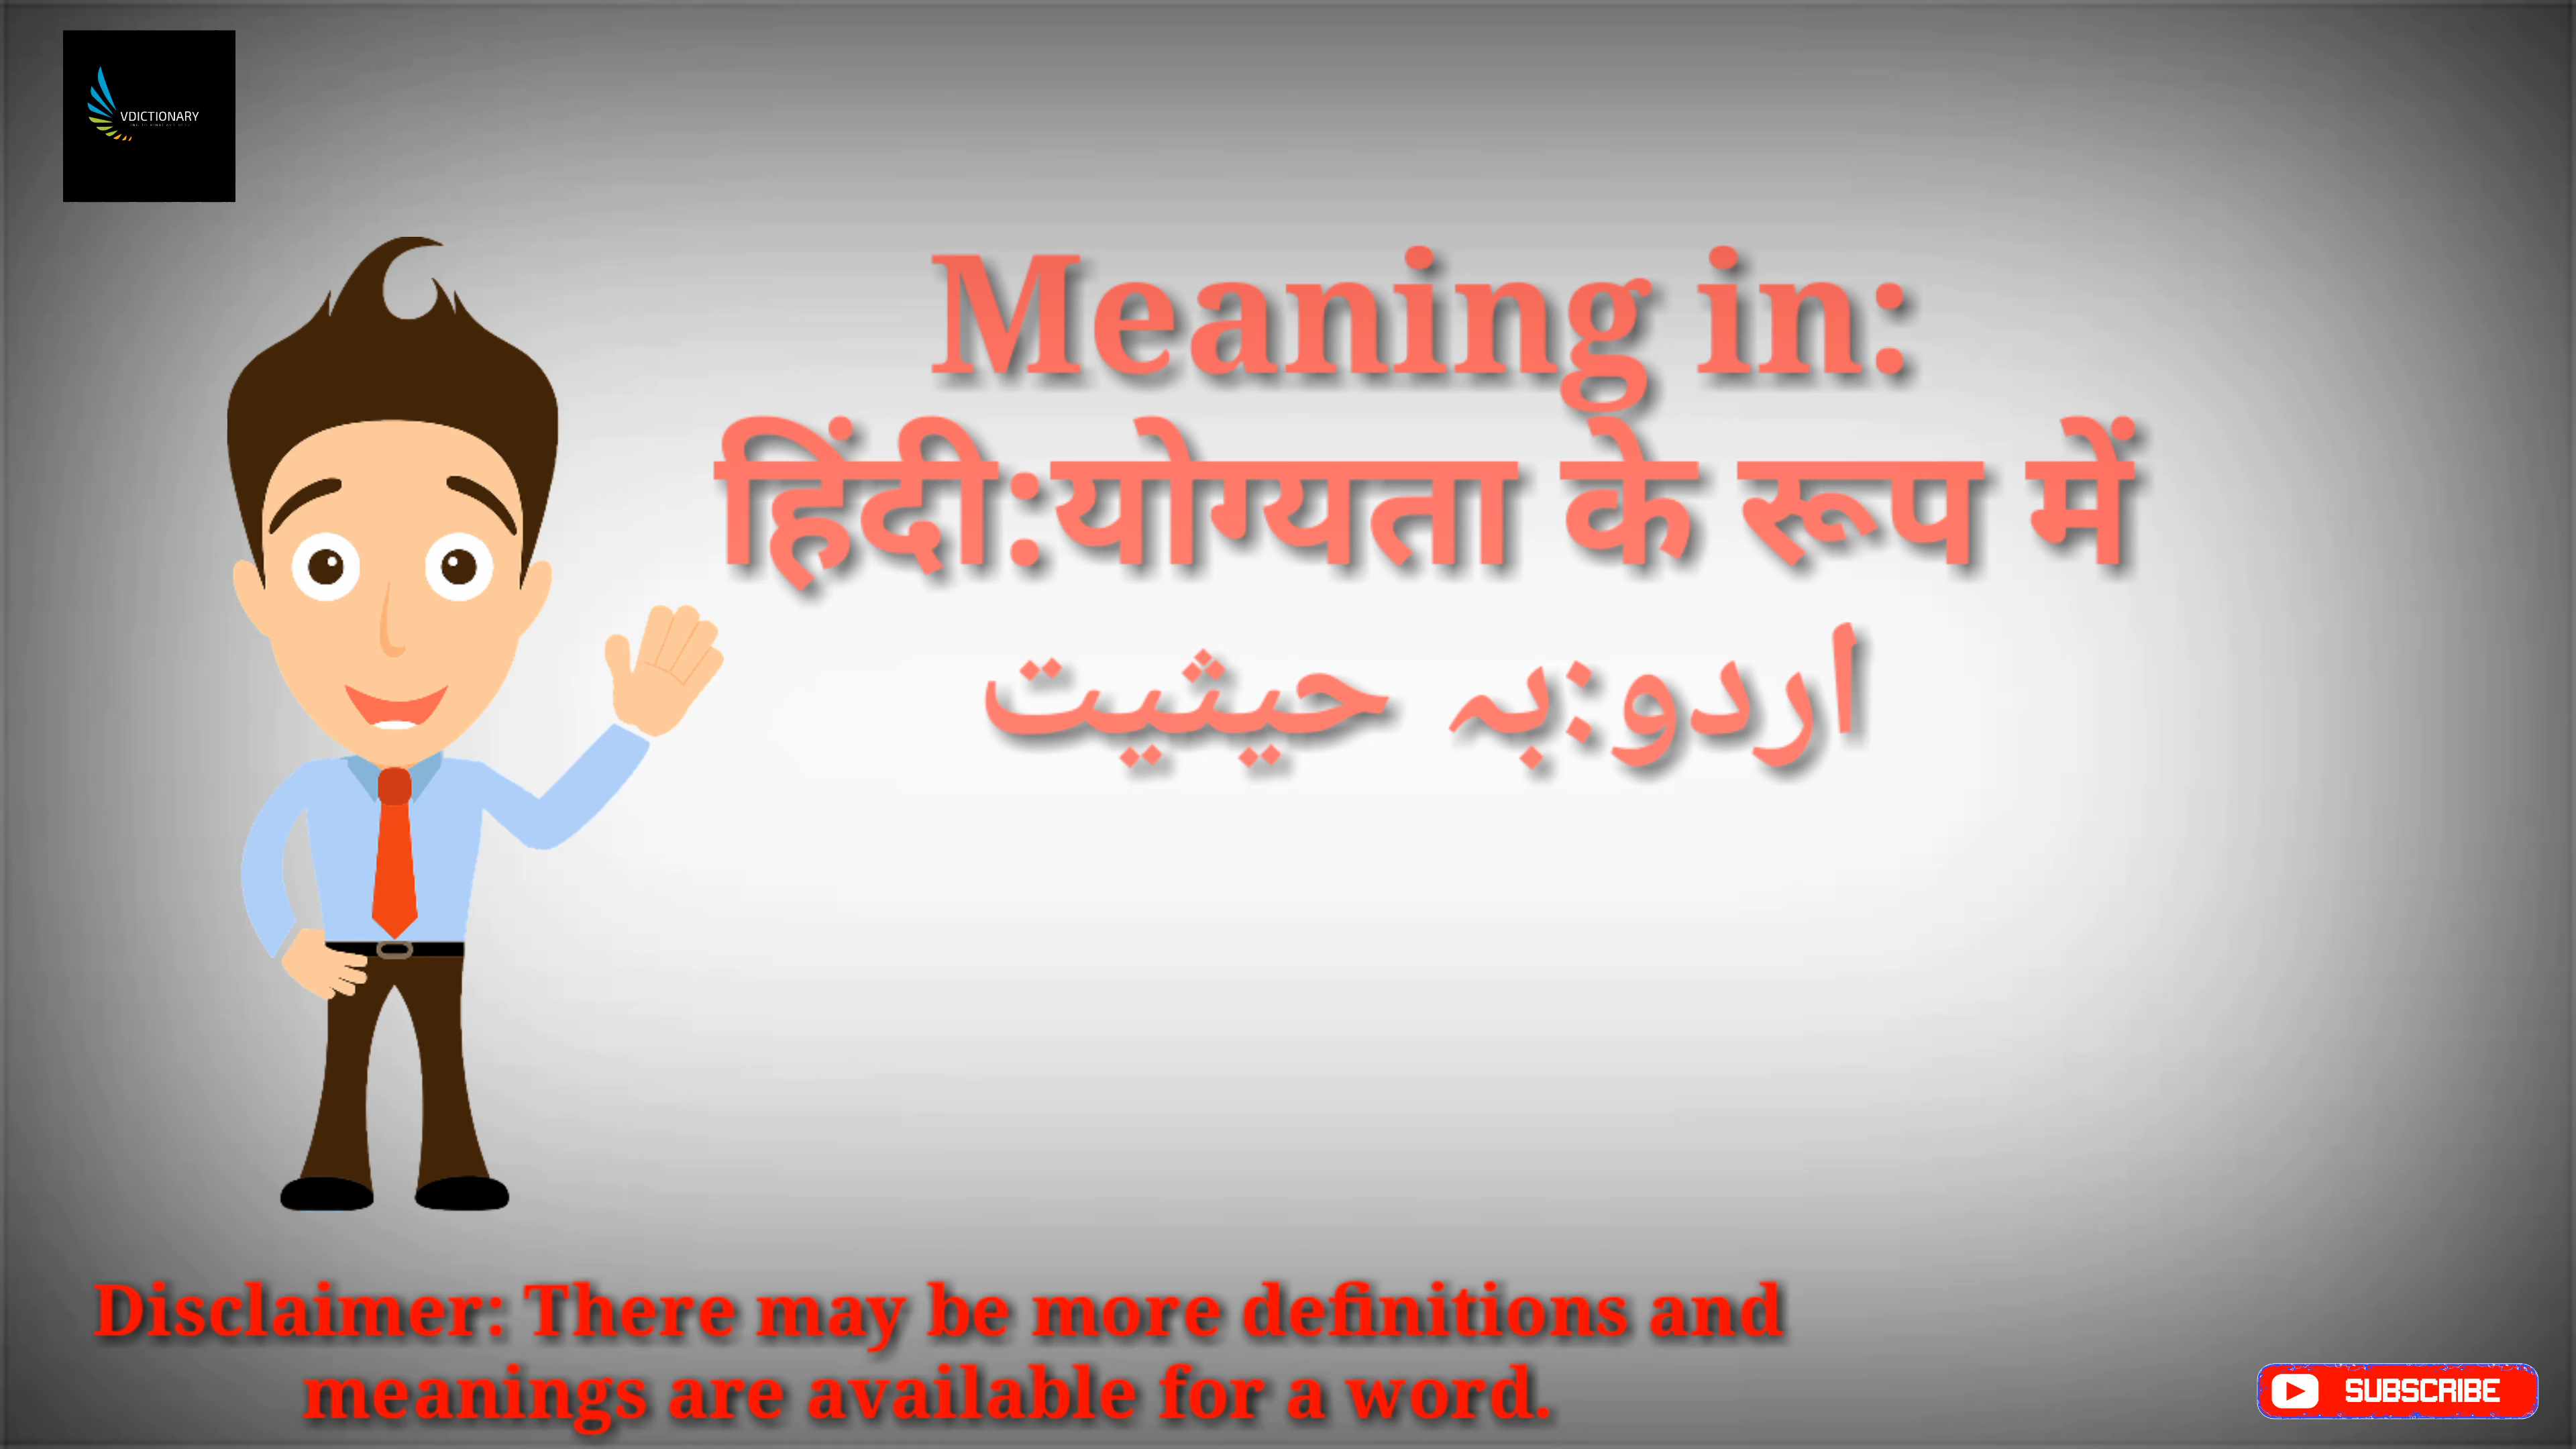 VDICTIONARY
Meaning in:
हिंदी:योग्यता के रूप में
اردو:بہ حیثیت
Disclaimer: There may be more definitions and
meanings are available for a word.
SUBSCRIBE